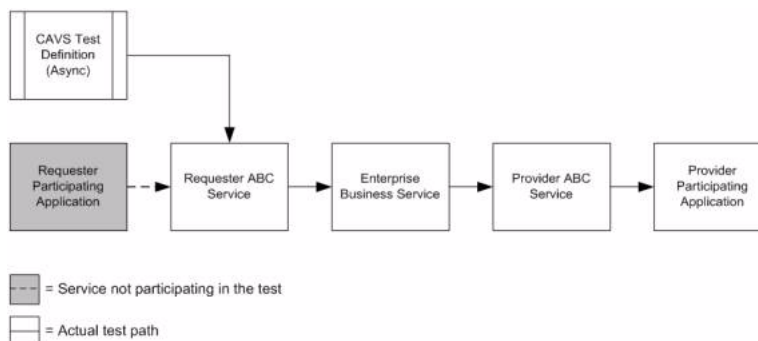 CAVS Test
Definition
(Async)
Requester
Participating
Application
Requester ABC
Service
Enterprise
Business Service
Provider ABC
Service
Provider
Participating
Application
= Service not participating in the test
= Actual test path